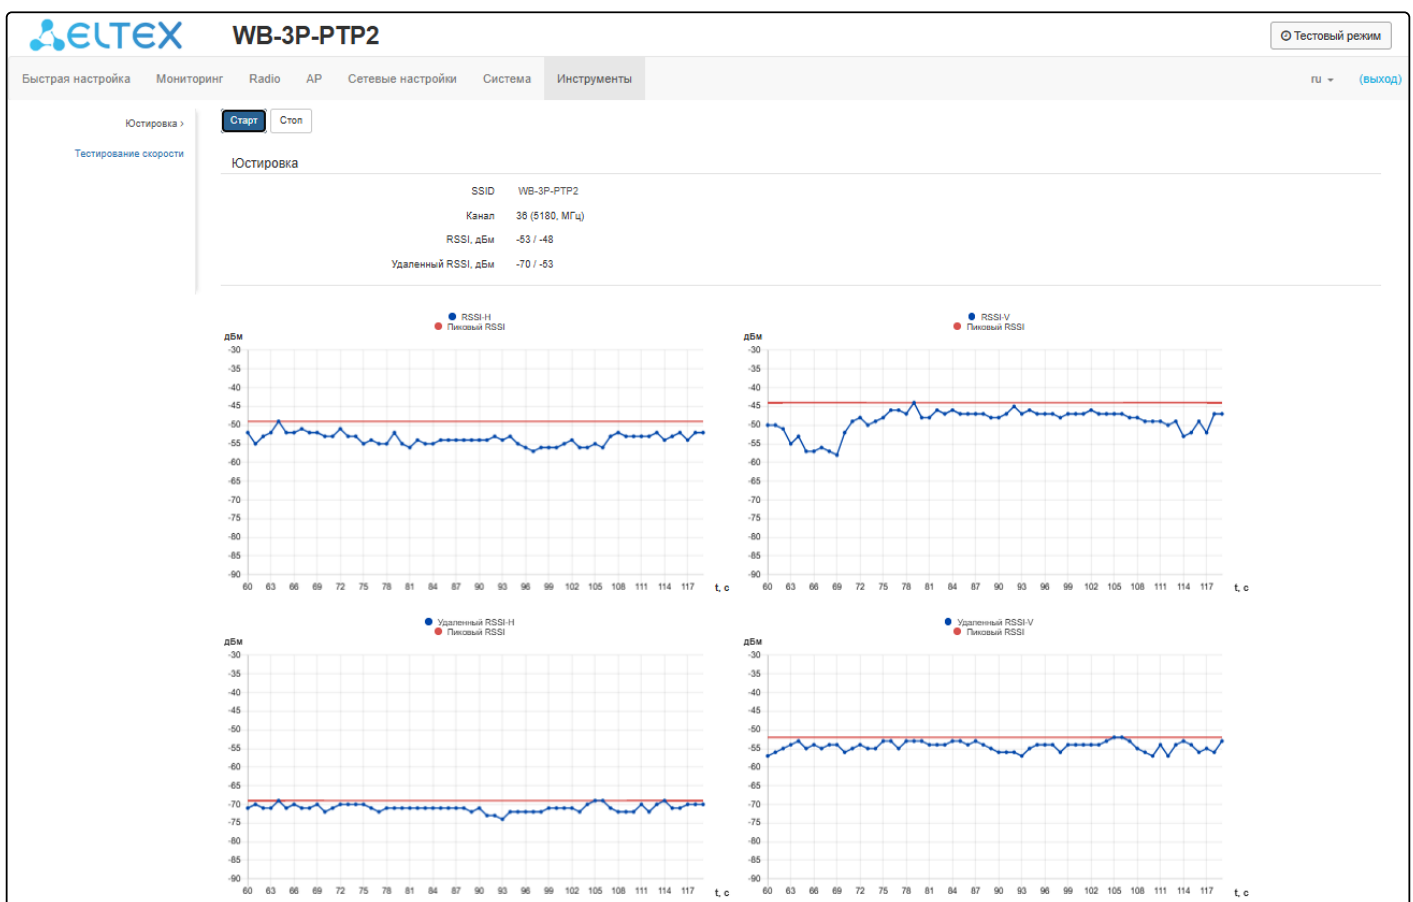 ELTEX WB-3P-PTP2 Тестовый режим
Быстрая настройка Мониторинг Radio AP Сетевые настройки Система Инструменты ru (выход)
Юстировка › Старт Стоп
Тестирование скорости
Юстировка
SSID WB-3P-PTP2
Канал 36 (5180, МГц)
RSSI, дБм -53 / -48
Удаленный RSSI, дБм -70 / -53
RSSI-H
Пиковый RSSI
дБм
-30
-35
-40
-45
-50
-55
-60
-65
-70
-75
-80
-85
-90
60 63 66 69 72 75 78 81 84 87 90 93 96 99 102 105 108 111 114 117 t, c
RSSI-V
Пиковый RSSI
дБм
-30
-35
-40
-45
-50
-55
-60
-65
-70
-75
-80
-85
-90
60 63 66 69 72 75 78 81 84 87 90 93 96 99 102 105 108 111 114 117 t, c
Удаленный RSSI-H
Пиковый RSSI
дБм
-30
-35
-40
-45
-50
-55
-60
-65
-70
-75
-80
-85
-90
60 63 66 69 72 75 78 81 84 87 90 93 96 99 102 105 108 111 114 117 t, c
Удаленный RSSI-V
Пиковый RSSI
дБм
-30
-35
-40
-45
-50
-55
-60
-65
-70
-75
-80
-85
-90
60 63 66 69 72 75 78 81 84 87 90 93 96 99 102 105 108 111 114 117 t, c